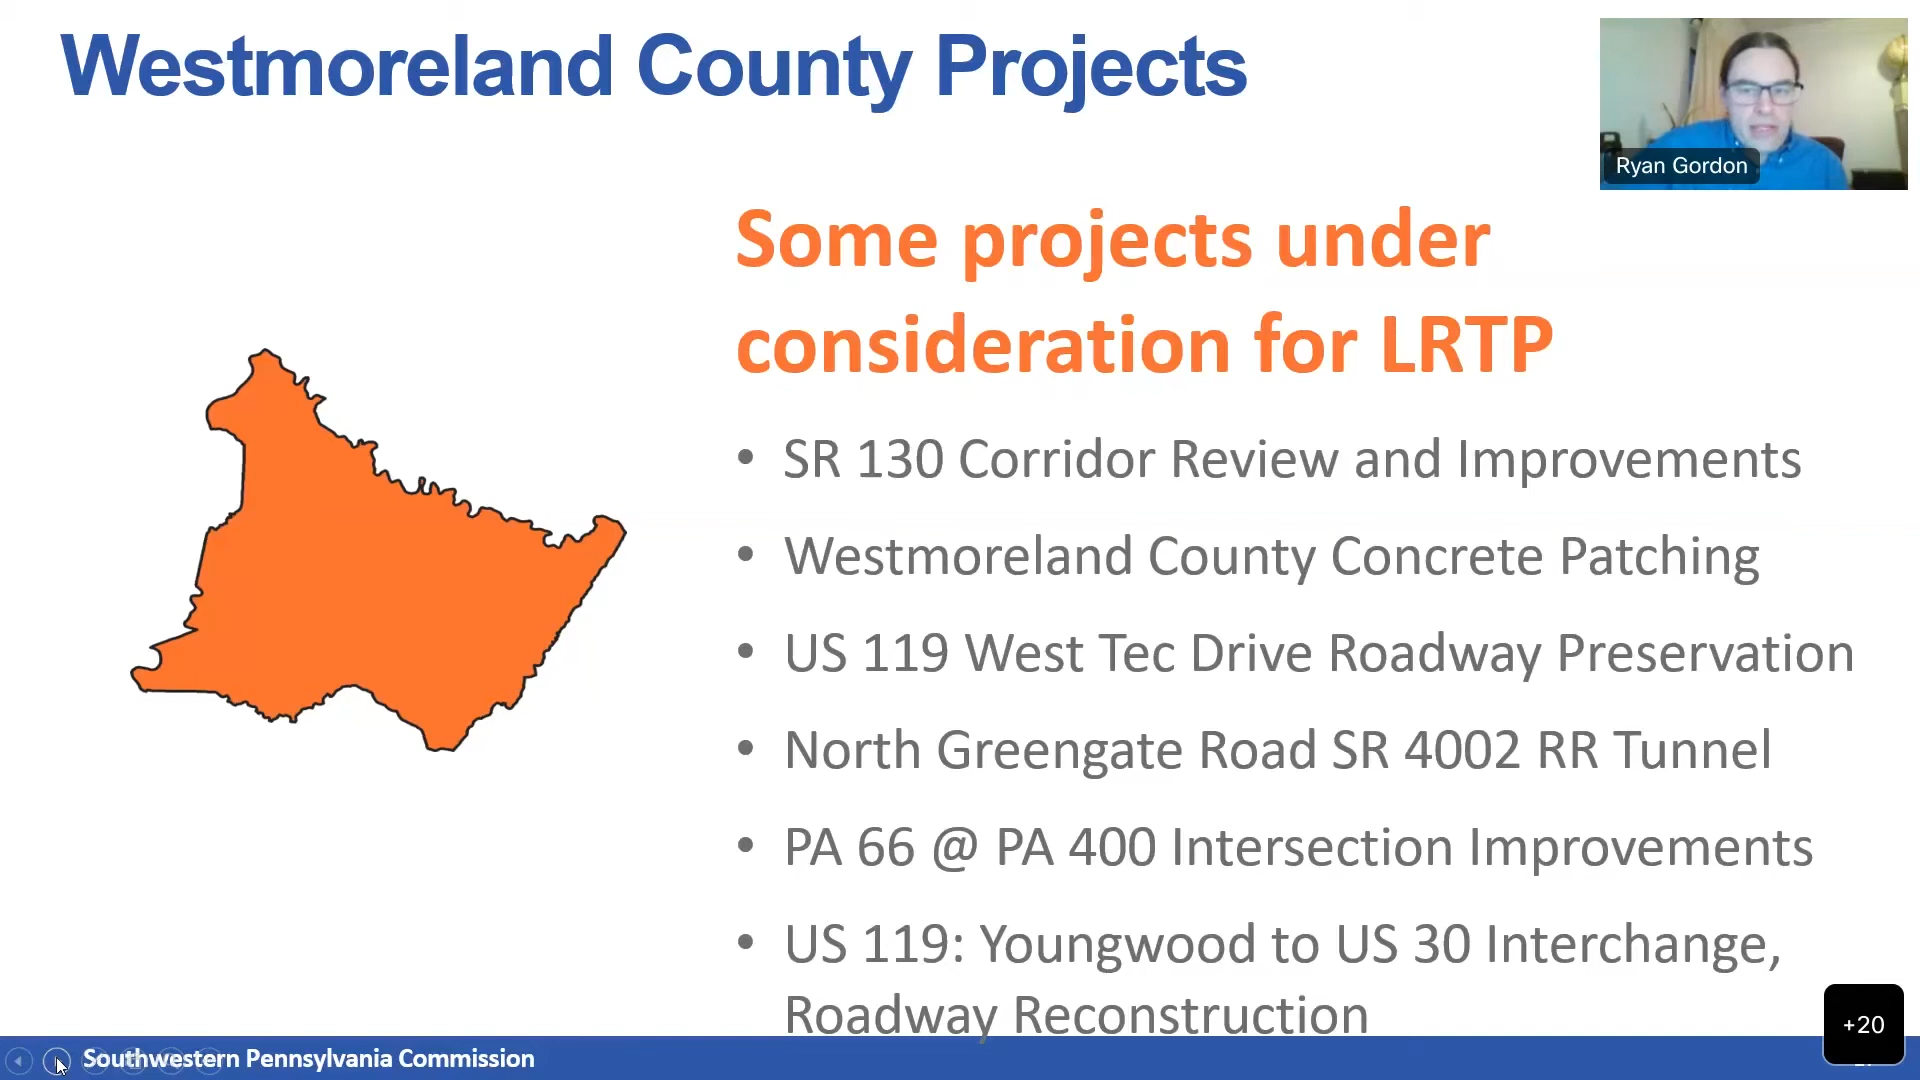 Westmoreland County Projects
Ryan Gordon
Some projects under
consideration for LRTP
• SR 130 Corridor Review and Improvements
• Westmoreland County Concrete Patching
• US 119 West Tec Drive Roadway Preservation
• North Greengate Road SR 4002 RR Tunnel
• PA 66 @ PA 400 Intersection Improvements
• US 119: Youngwood to US 30 Interchange,
Roadway Reconstruction
+20
Southwestern Pennsylvania Commission